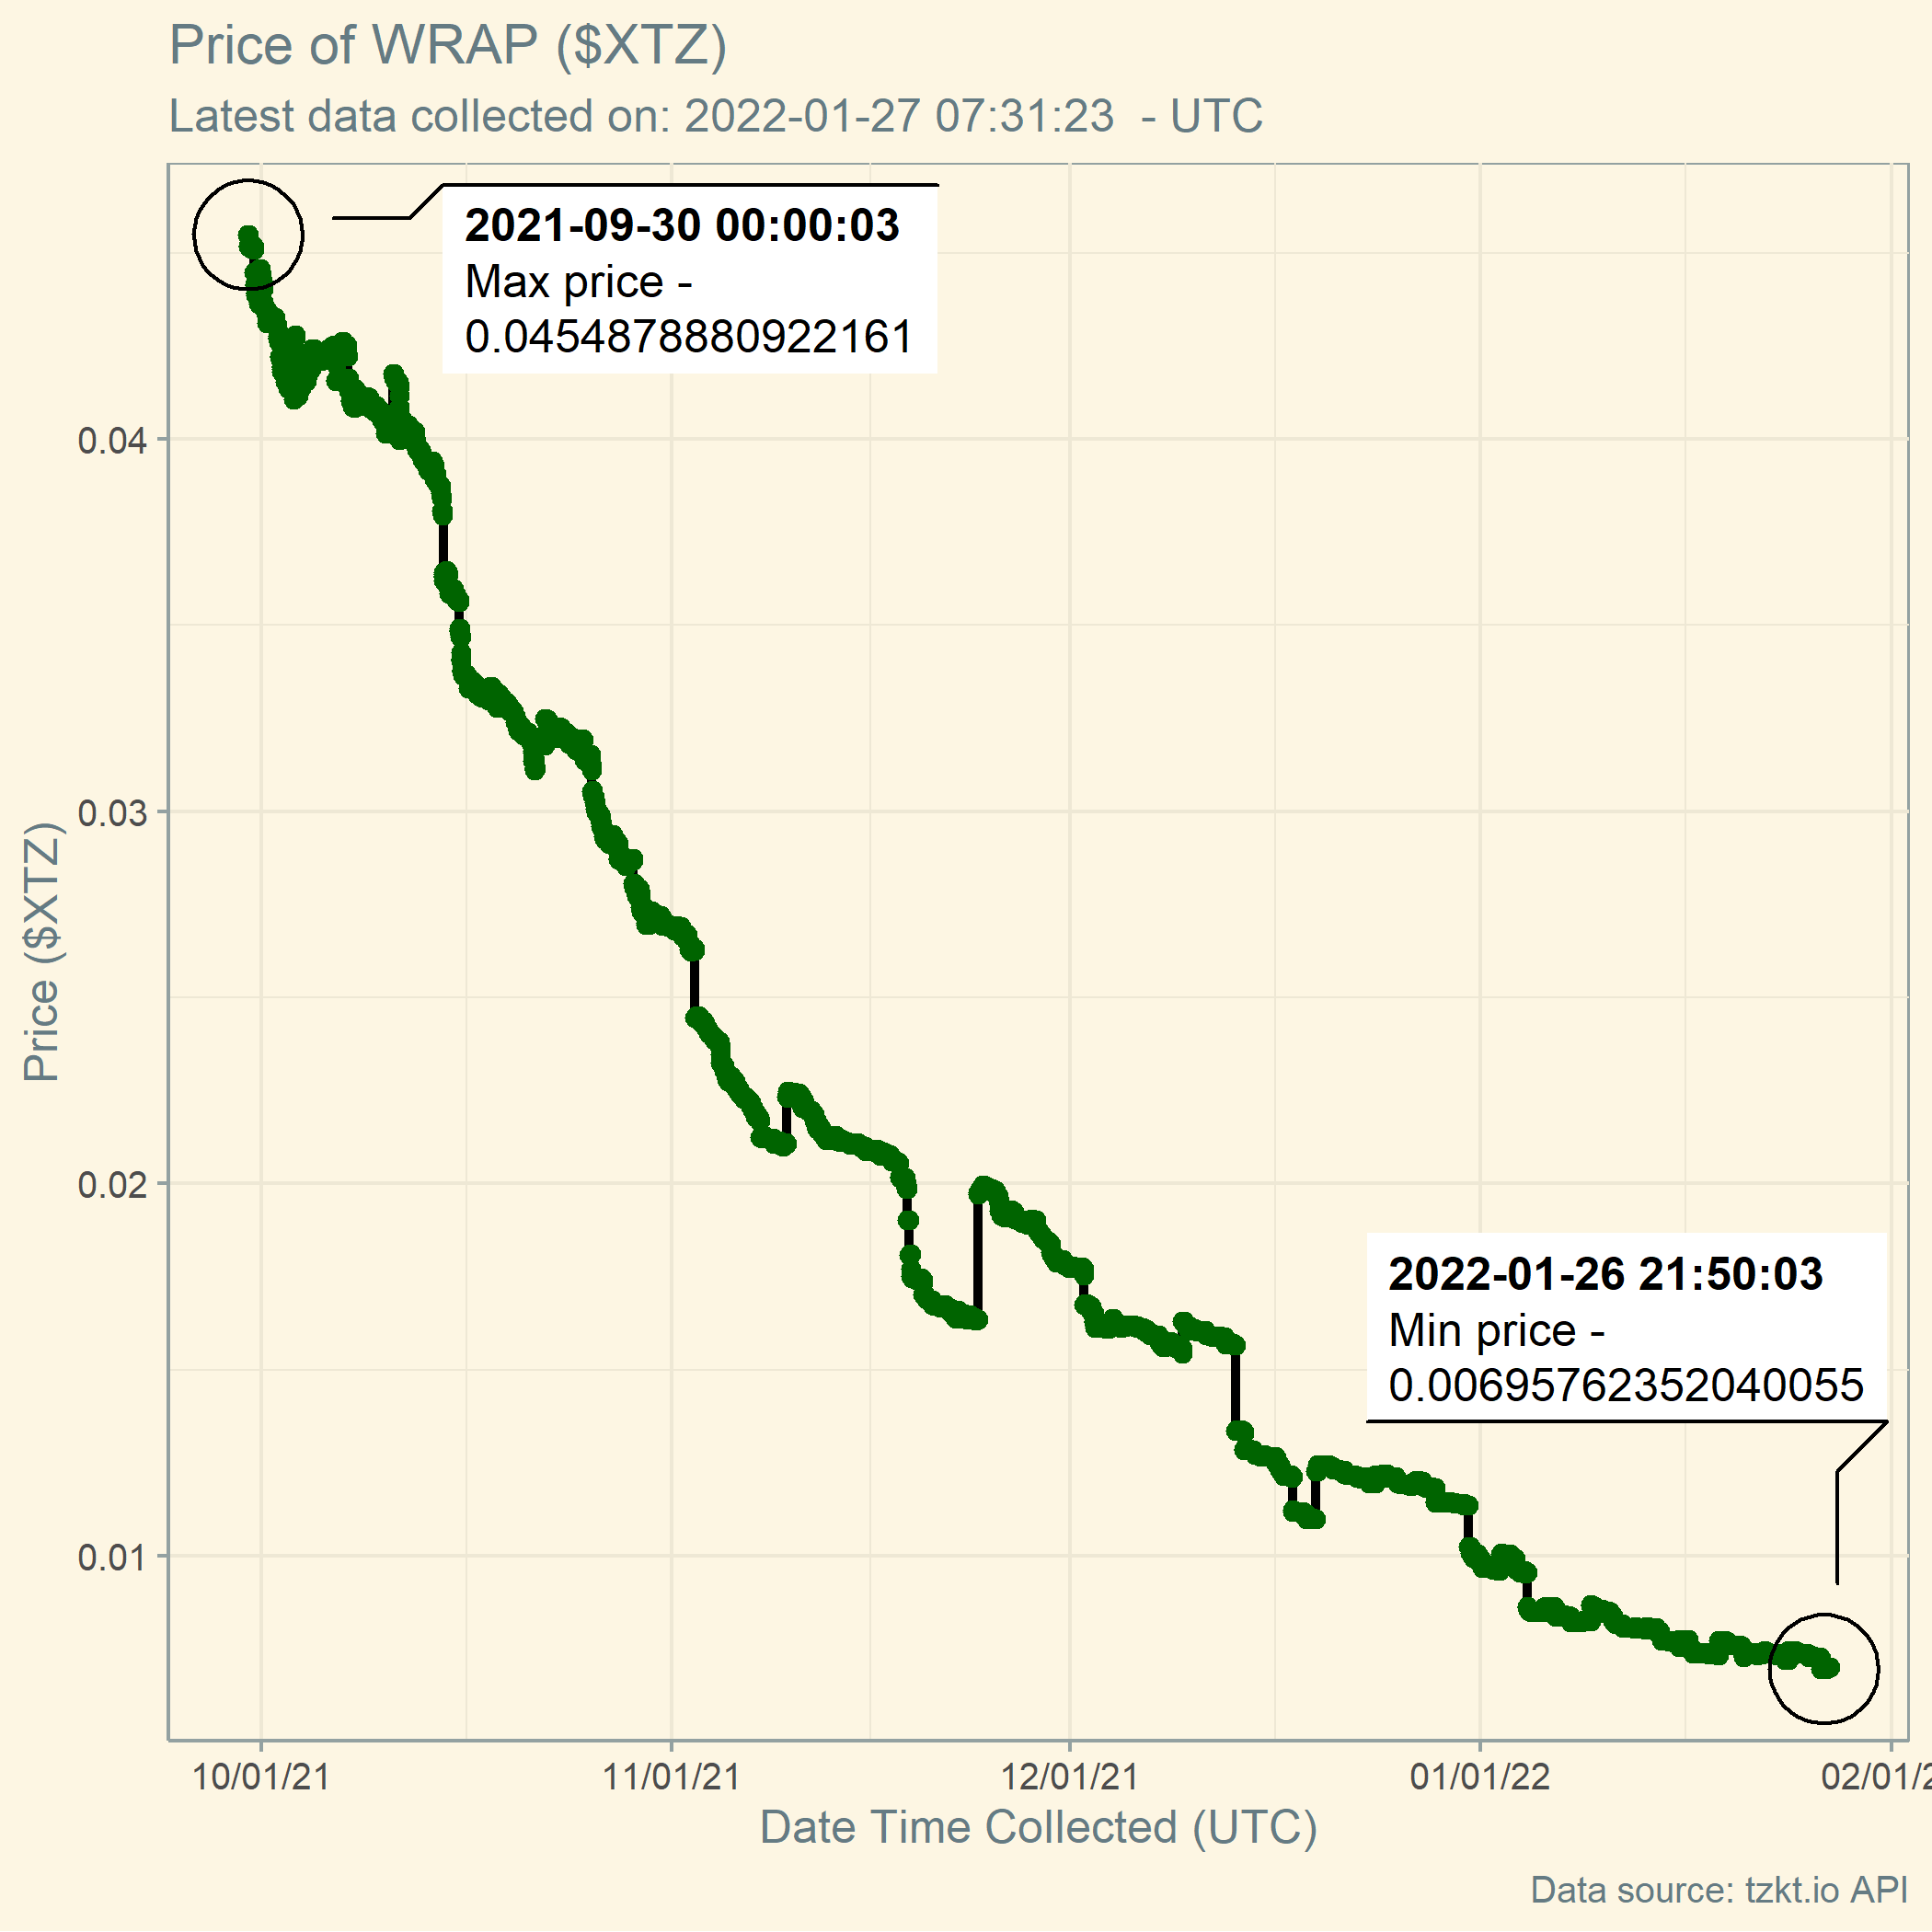 Price of WRAP ($XTZ)
Latest data collected on: 2022-01-27 07:31:23  - UTC
2021-09-30 00:00:03
Max price -
0.0454878880922161
0.04
0.03
0.02
0.01
Price ($XTZ)
2022-01-26 21:50:03
Min price -
0.00695762352040055
10/01/21
11/01/21
12/01/21
01/01/22
02/01/2
Date Time Collected (UTC)
Data source: tzkt.io API